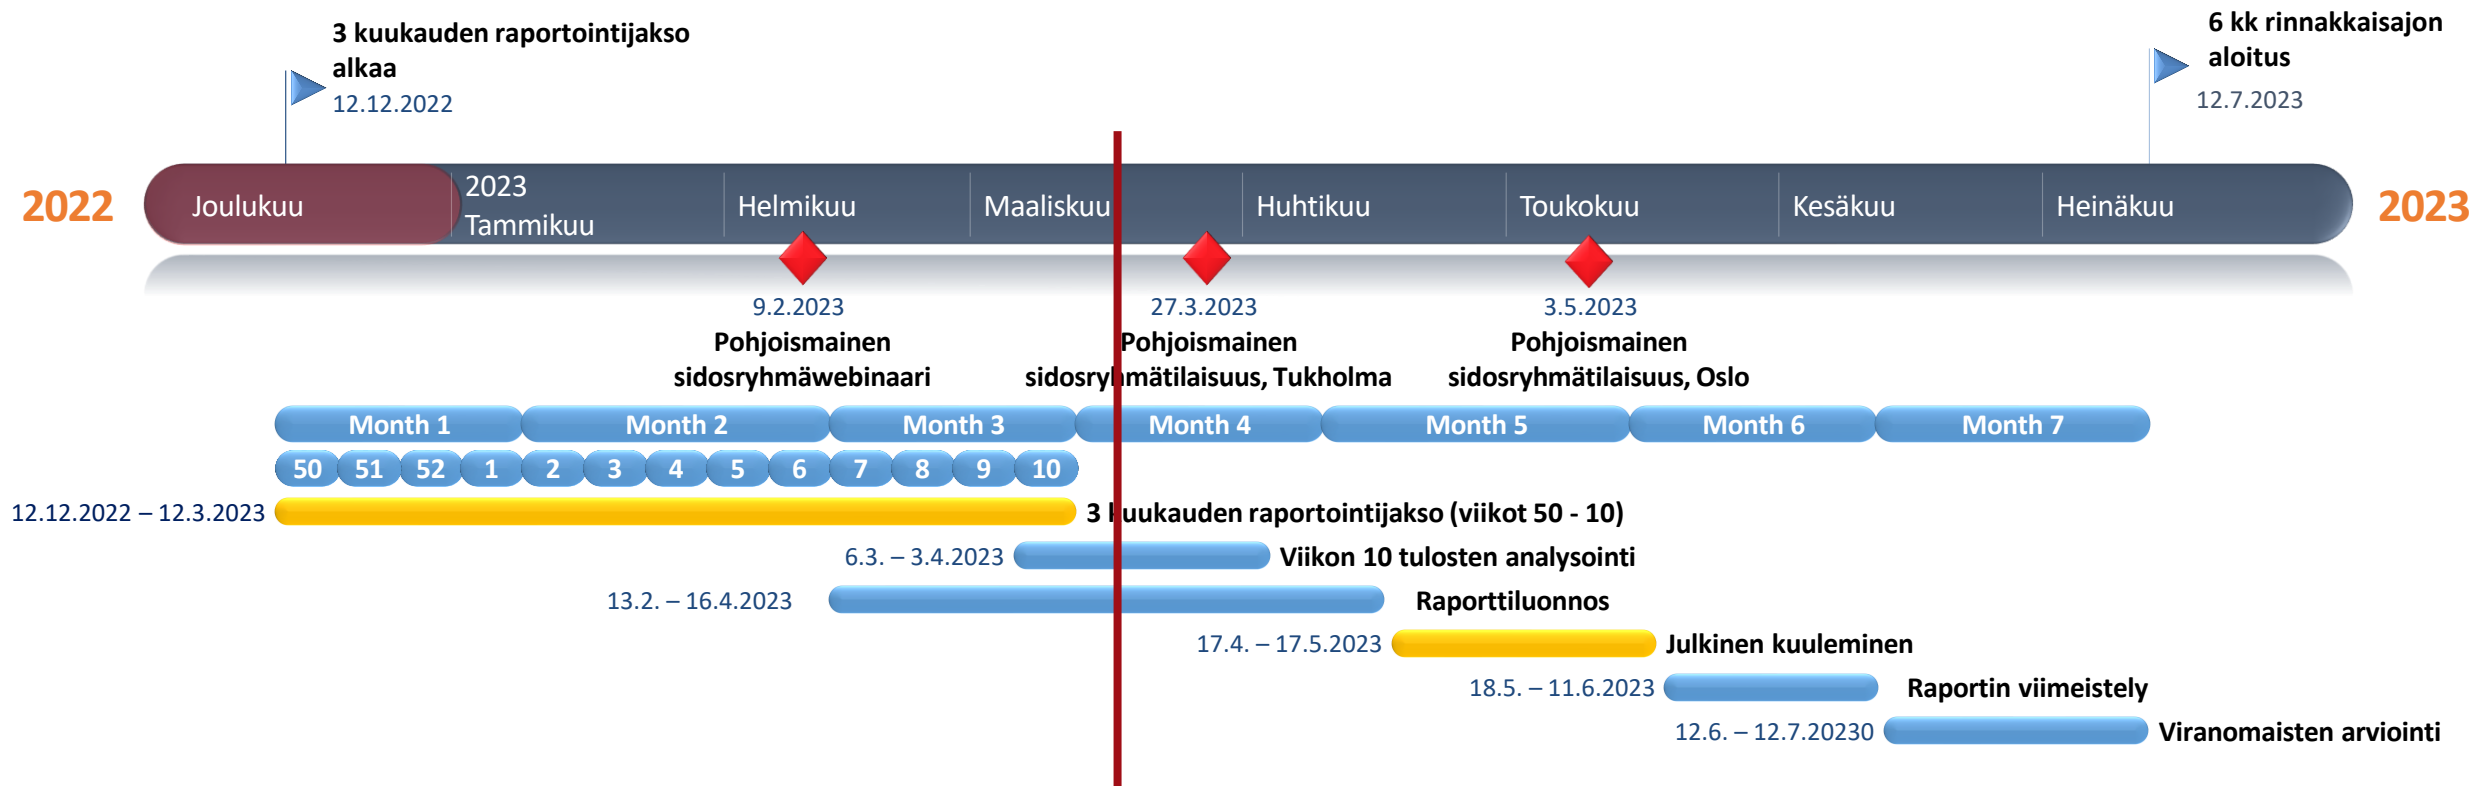 3 kuukauden raportointijakso
alkaa
12.12.2022
6 kk rinnakkaisajon
aloitus
12.7.2023
2022
Joulukuu
2023
Tammikuu
Helmikuu
Maaliskuu
Huhtikuu
Toukokuu
Kesäkuu
Heinäkuu
2023
9.2.2023
Pohjoismainen
sidosryhmäwebinaari
27.3.2023
Pohjoismainen
sidosryhmätilaisuus, Tukholma
3.5.2023
Pohjoismainen
sidosryhmätilaisuus, Oslo
Month 1 Month 2 Month 3 Month 4 Month 5 Month 6 Month 7
50 51 52 1 2 3 4 5 6 7 8 9 10
12.12.2022 – 12.3.2023 3 kuukauden raportointijakso (viikot 50 - 10)
6.3. – 3.4.2023 Viikon 10 tulosten analysointi
13.2. – 16.4.2023 Raporttiluonnos
17.4. – 17.5.2023 Julkinen kuuleminen
18.5. – 11.6.2023 Raportin viimeistely
12.6. – 12.7.20230 Viranomaisten arviointi